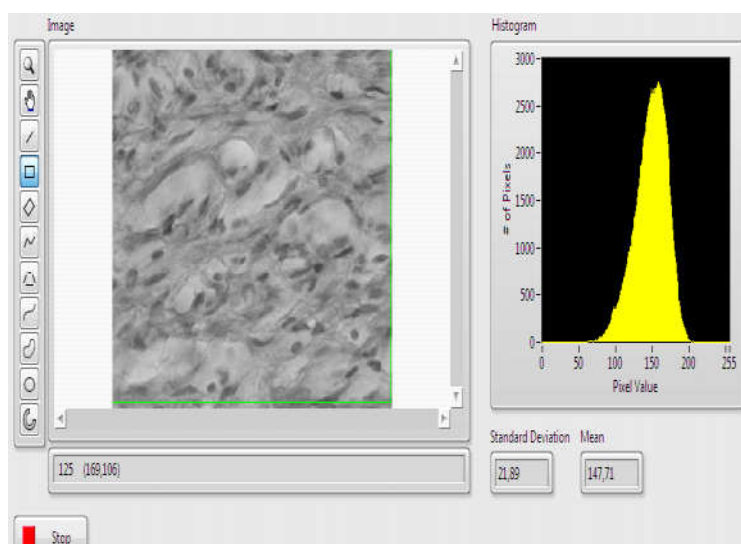 Image
125 (169,106)
Stop
Histogram
# of Pixels
3000
2500
2000
1500
1000
500
0
0 50 100 150 200 255
Pixel Value
Standard Deviation Mean
21,89 147,71